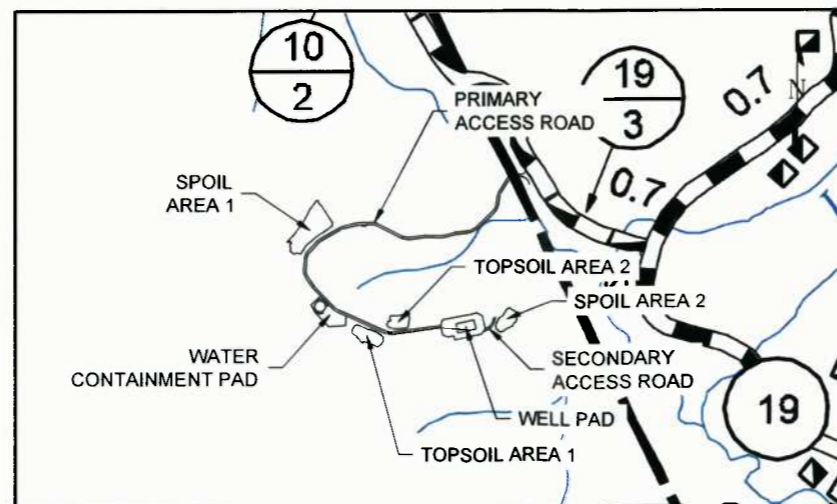 10
2
PRIMARY
ACCESS ROAD
19
3
0.7
N
0.7
SPOIL
AREA 1
TOPSOIL AREA 2
SPOIL AREA 2
WATER
CONTAINMENT PAD
SECONDARY
ACCESS ROAD
WELL PAD
TOPSOIL AREA 1
19